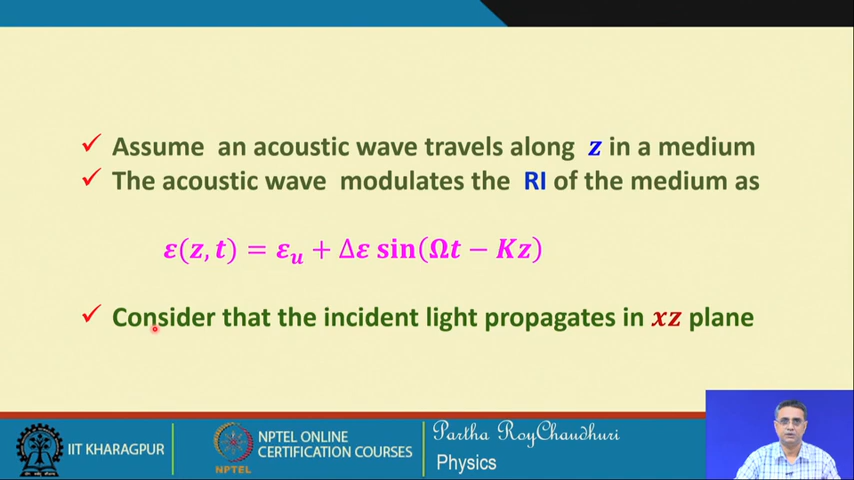 ✓ Assume an acoustic wave travels along z in a medium
✓ The acoustic wave modulates the RI of the medium as
ε(z, t) = ε_u + Δε sin(Ωt − Kz)
✓ Consider that the incident light propagates in xz plane
IIT KHARAGPUR
NPTEL
NPTEL ONLINE
CERTIFICATION COURSES
Partha RoyChaudhuri
Physics